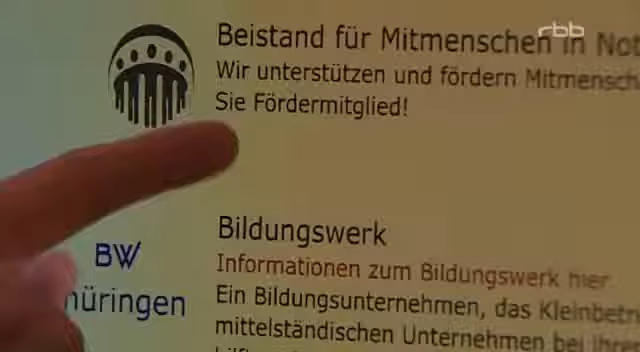 rbb
Beistand für Mitmenschen in Not
Wir unterstützen und fördern Mitmensch
Sie Fördermitglied!
Bildungswerk
BW
Informationen zum Bildungswerk hier
üringen
Ein Bildungsunternehmen, das Kleinbetr
mittelständischen Unternehmen bei ihre